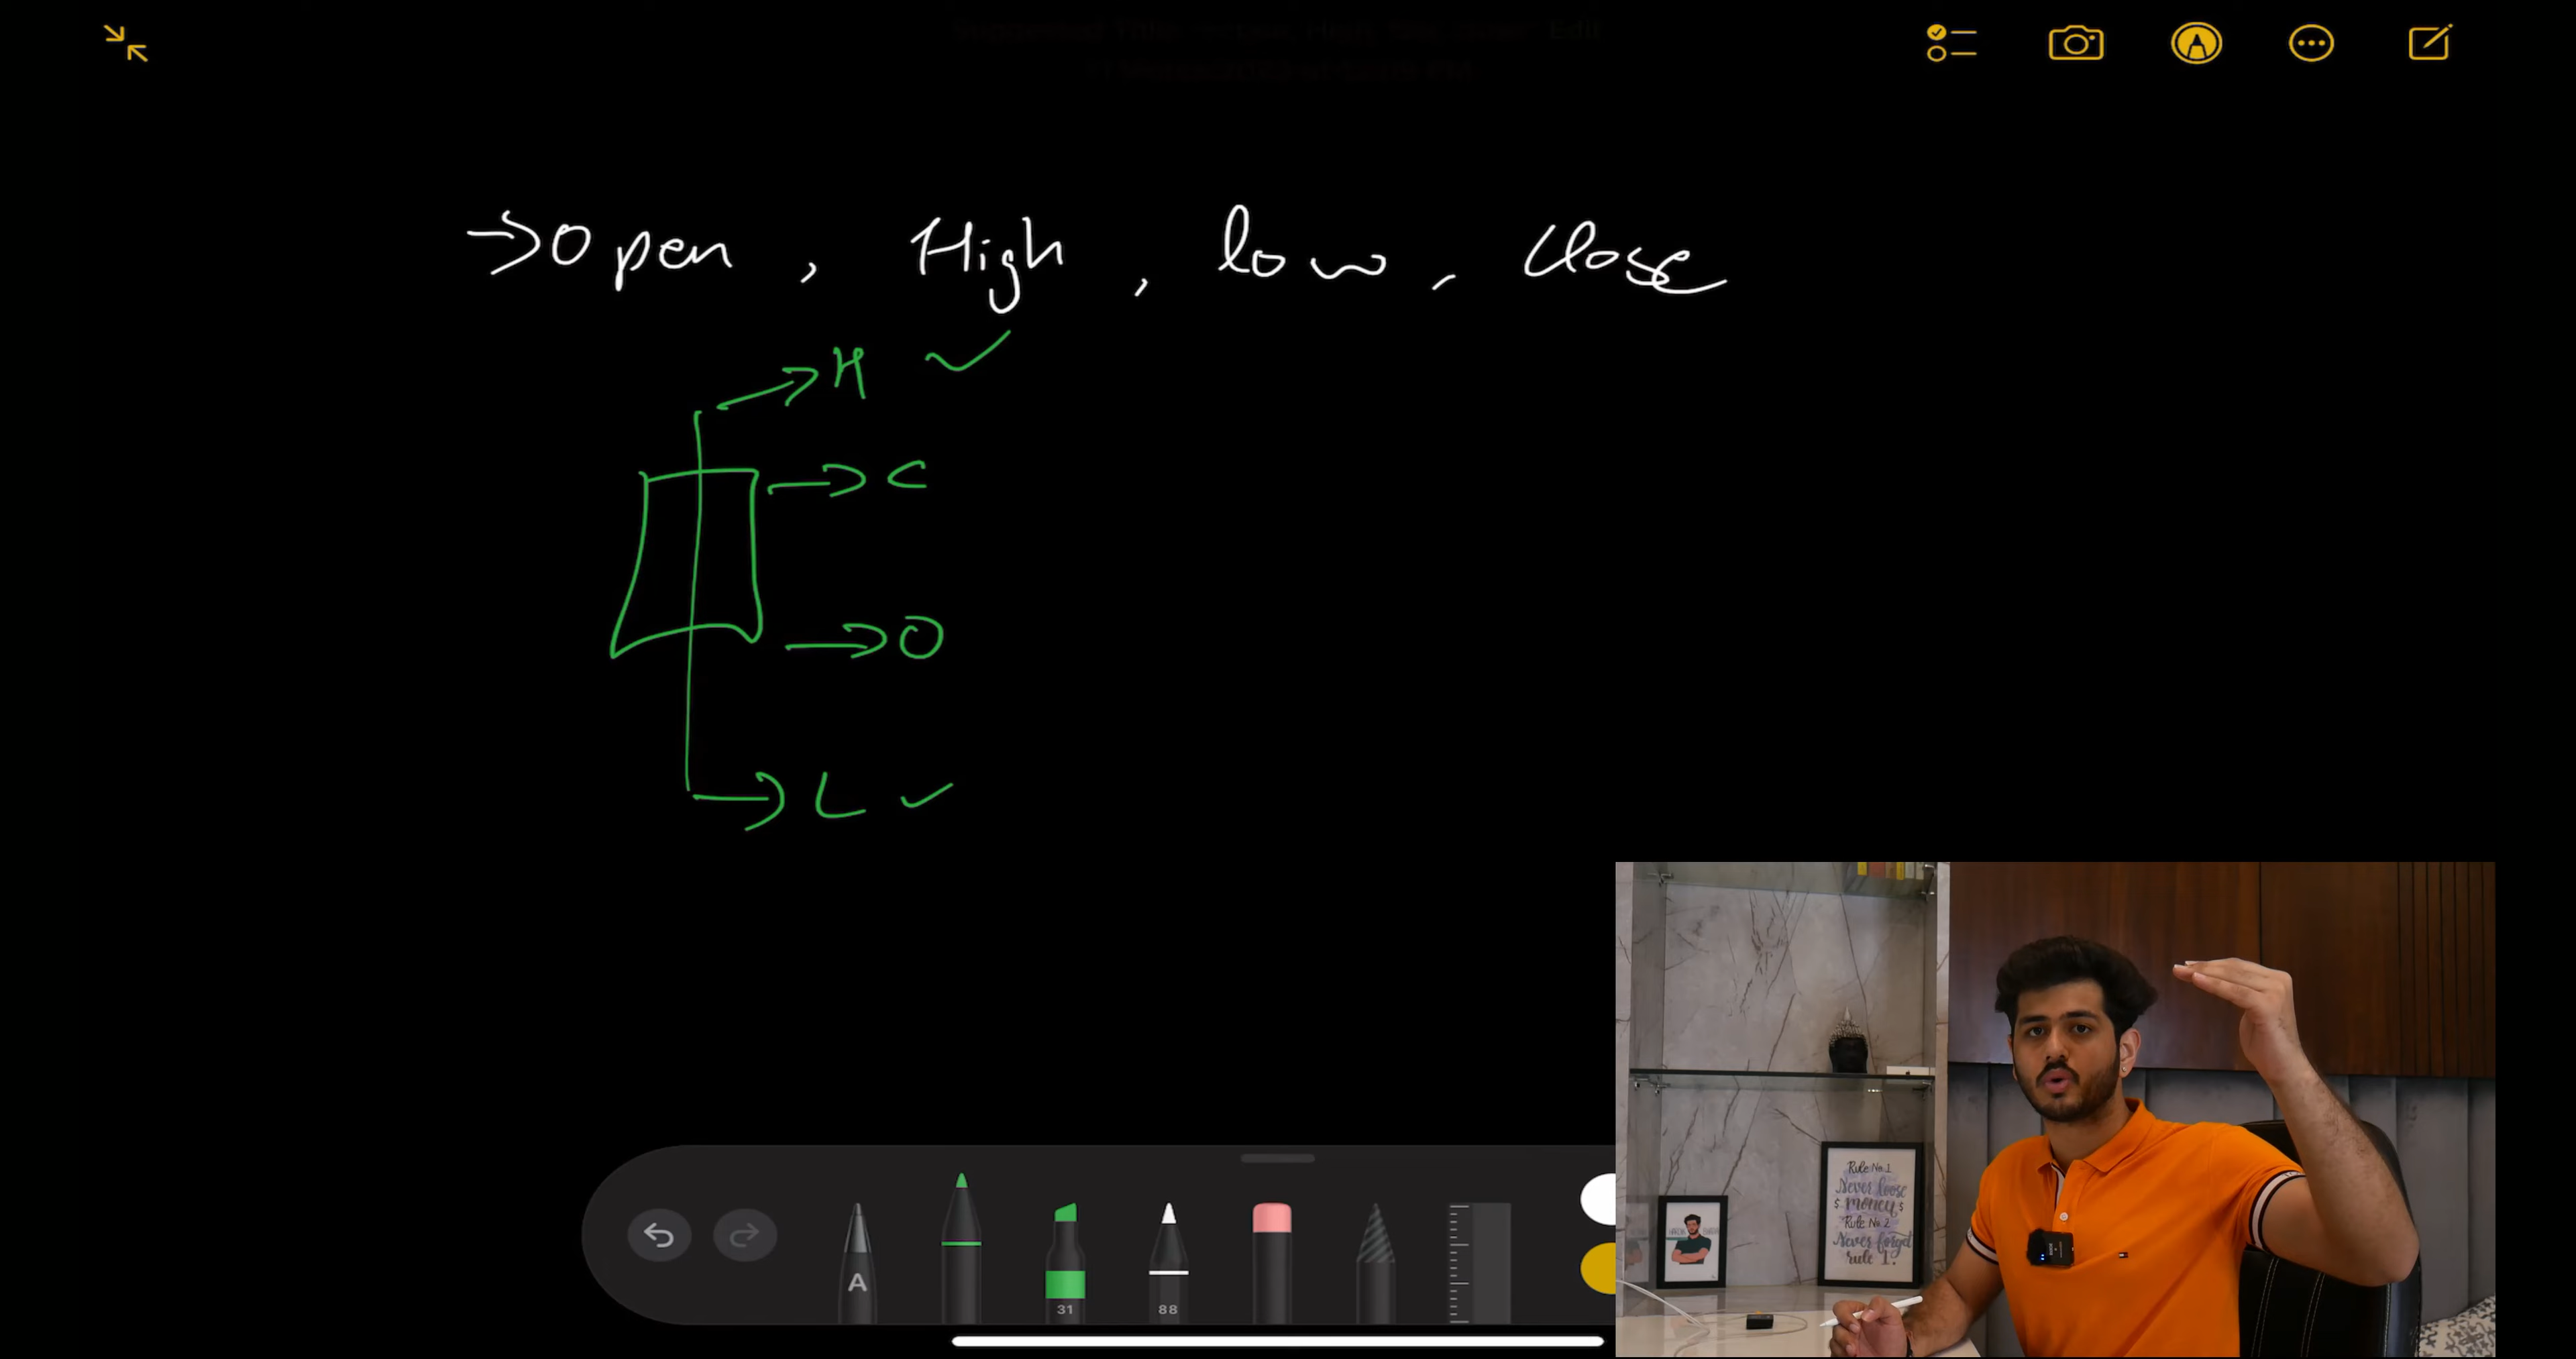 →Open, High, low, Close
→H ✓
→C
→O
→L ✓
A
31
88
Rule No.1
Never loose
$ money $
Rule No.2
Never forget
rule 1.